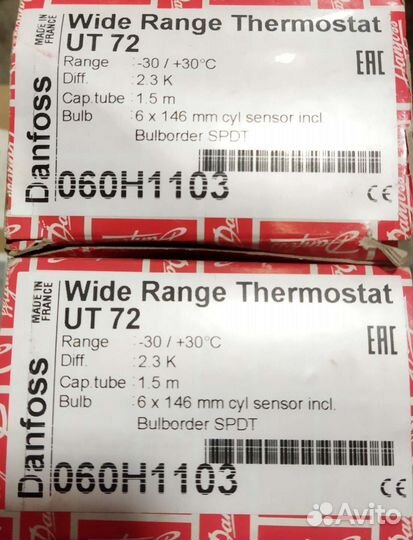 Danfoss
MADE IN
FRANCE
Wide Range Thermostat
UT 72
Range : -30 / +30°C
Diff. : 2.3 K
Cap.tube : 1.5 m
Bulb : 6 x 146 mm cyl sensor incl
Bulborder SPDT
060H1103
EAC
CE
Danfoss
Danfoss
MADE IN
FRANCE
Wide Range Thermostat
UT 72
Range : -30 / +30°C
Diff. : 2.3 K
Cap.tube : 1.5 m
Bulb : 6 x 146 mm cyl sensor incl.
Bulborder SPDT
060H1103
EAC
CE
Avito